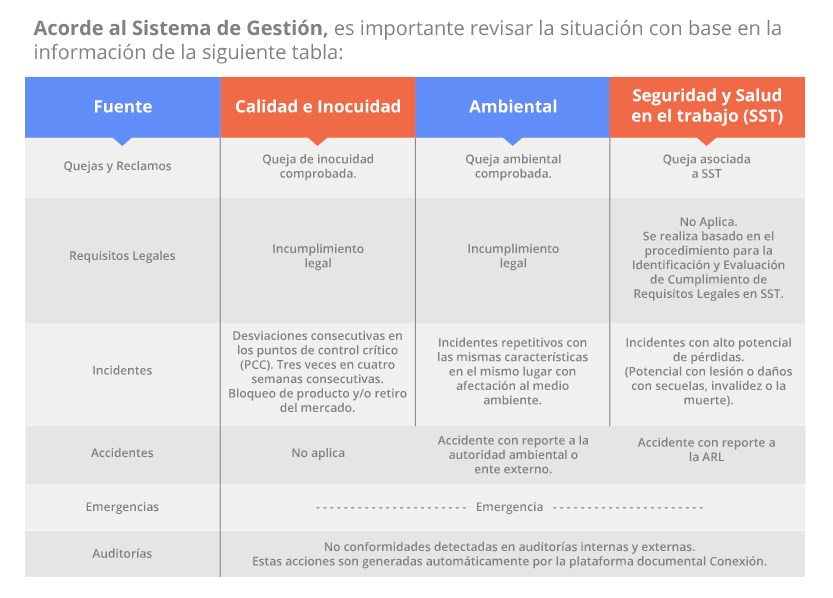 Acorde al Sistema de Gestión, es importante revisar la situación con base en la
información de la siguiente tabla:
Fuente
Calidad e Inocuidad
Ambiental
Seguridad y Salud
en el trabajo (SST)
Quejas y Reclamos
Queja de inocuidad
comprobada.
Queja ambiental
comprobada.
Queja asociada
a SST
Requisitos Legales
Incumplimiento
legal
Incumplimiento
legal
No Aplica.
Se realiza basado en el
procedimiento para la
Identificación y Evaluación
de Cumplimiento de
Requisitos Legales en SST.
Incidentes
Desviaciones consecutivas en
los puntos de control crítico
(PCC). Tres veces en cuatro
semanas consecutivas.
Bloqueo de producto y/o retiro
del mercado.
Incidentes repetitivos con
las mismas características
en el mismo lugar con
afectación al medio
ambiente.
Incidentes con alto potencial
de pérdidas.
(Potencial con lesión o daños
con secuelas, invalidez o la
muerte).
Accidentes
No aplica
Accidente con reporte a la
autoridad ambiental o
ente externo.
Accidente con reporte a
la ARL
Emergencias
Emergencia
Auditorías
No conformidades detectadas en auditorías internas y externas.
Estas acciones son generadas automáticamente por la plataforma documental Conexión.